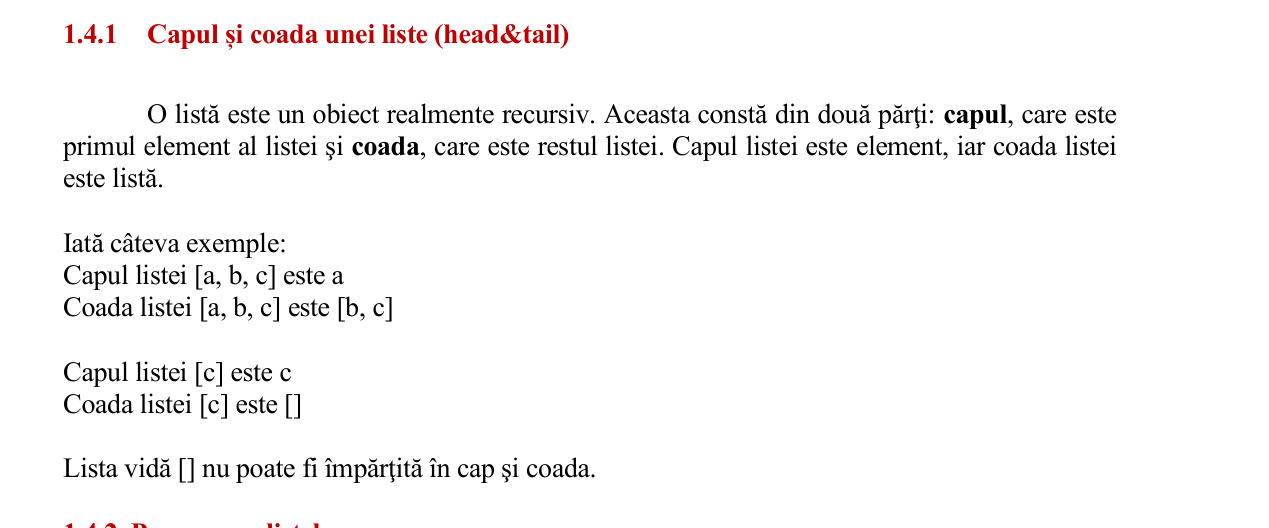 1.4.1 Capul și coada unei liste (head&tail)
O listă este un obiect realmente recursiv. Aceasta constă din două părţi: capul, care este
primul element al listei şi coada, care este restul listei. Capul listei este element, iar coada listei
este listă.
Iată câteva exemple:
Capul listei [a, b, c] este a
Coada listei [a, b, c] este [b, c]
Capul listei [c] este c
Coada listei [c] este []
Lista vidă [] nu poate fi împărţită în cap şi coada.
1.4.2